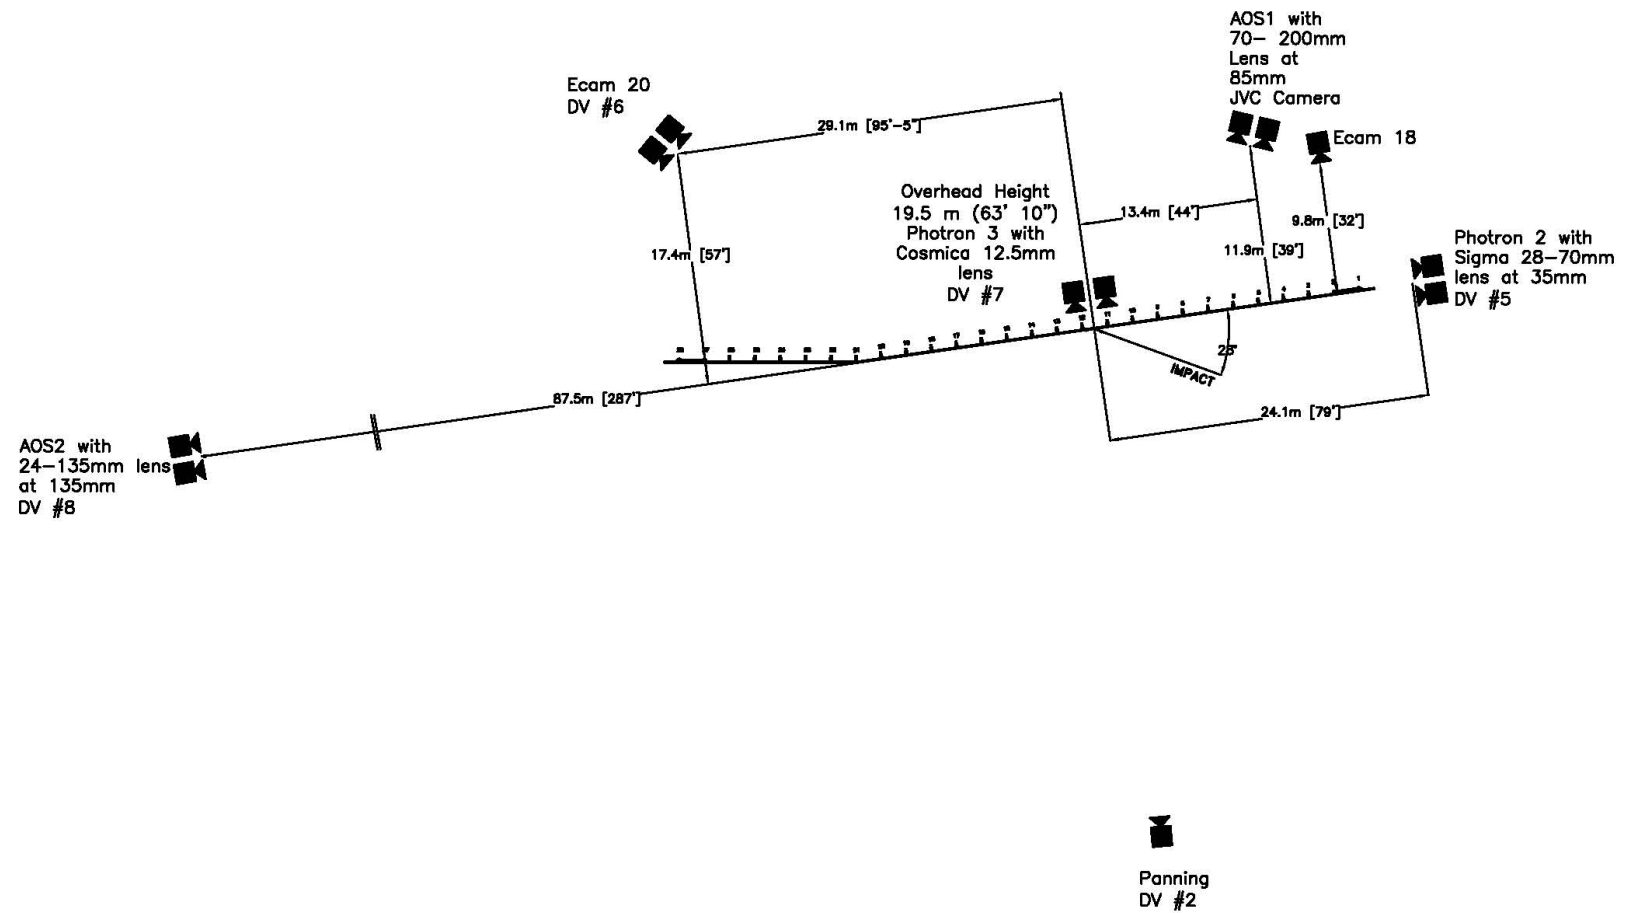 AOS1 with
70- 200mm
Lens at
85mm
JVC Camera
Ecam 20
DV #6
29.1m [95'-5"]
Ecam 18
Overhead Height
19.5 m (63' 10")
Photron 3 with
Cosmica 12.5mm
lens
DV #7
13.4m [44']
9.8m [32']
11.9m [39']
17.4m [57']
Photron 2 with
Sigma 28-70mm
lens at 35mm
DV #5
IMPACT
87.5m [287']
24.1m [79']
AOS2 with
24-135mm lens
at 135mm
DV #8
Panning
DV #2